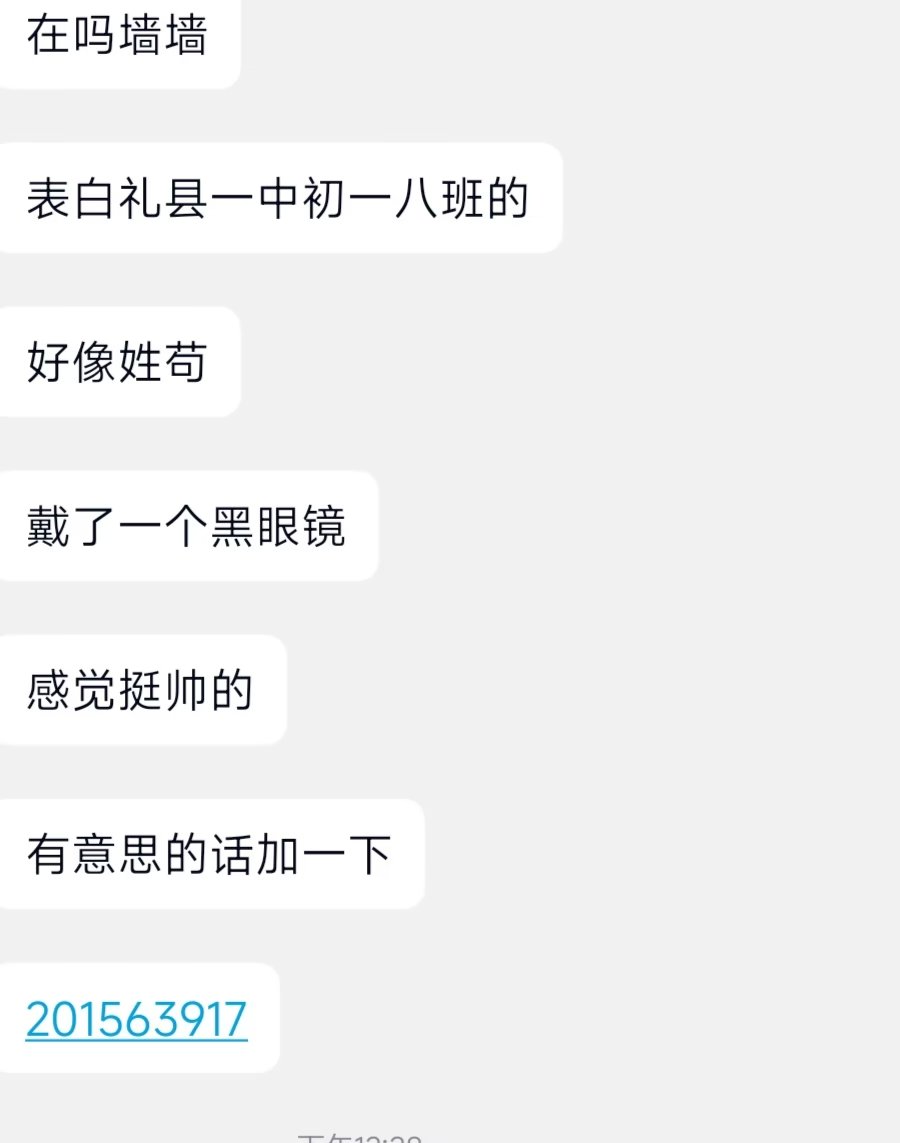 在吗墙墙
表白礼县一中初一八班的
好像姓苟
戴了一个黑眼镜
感觉挺帅的
有意思的话加一下
201563917